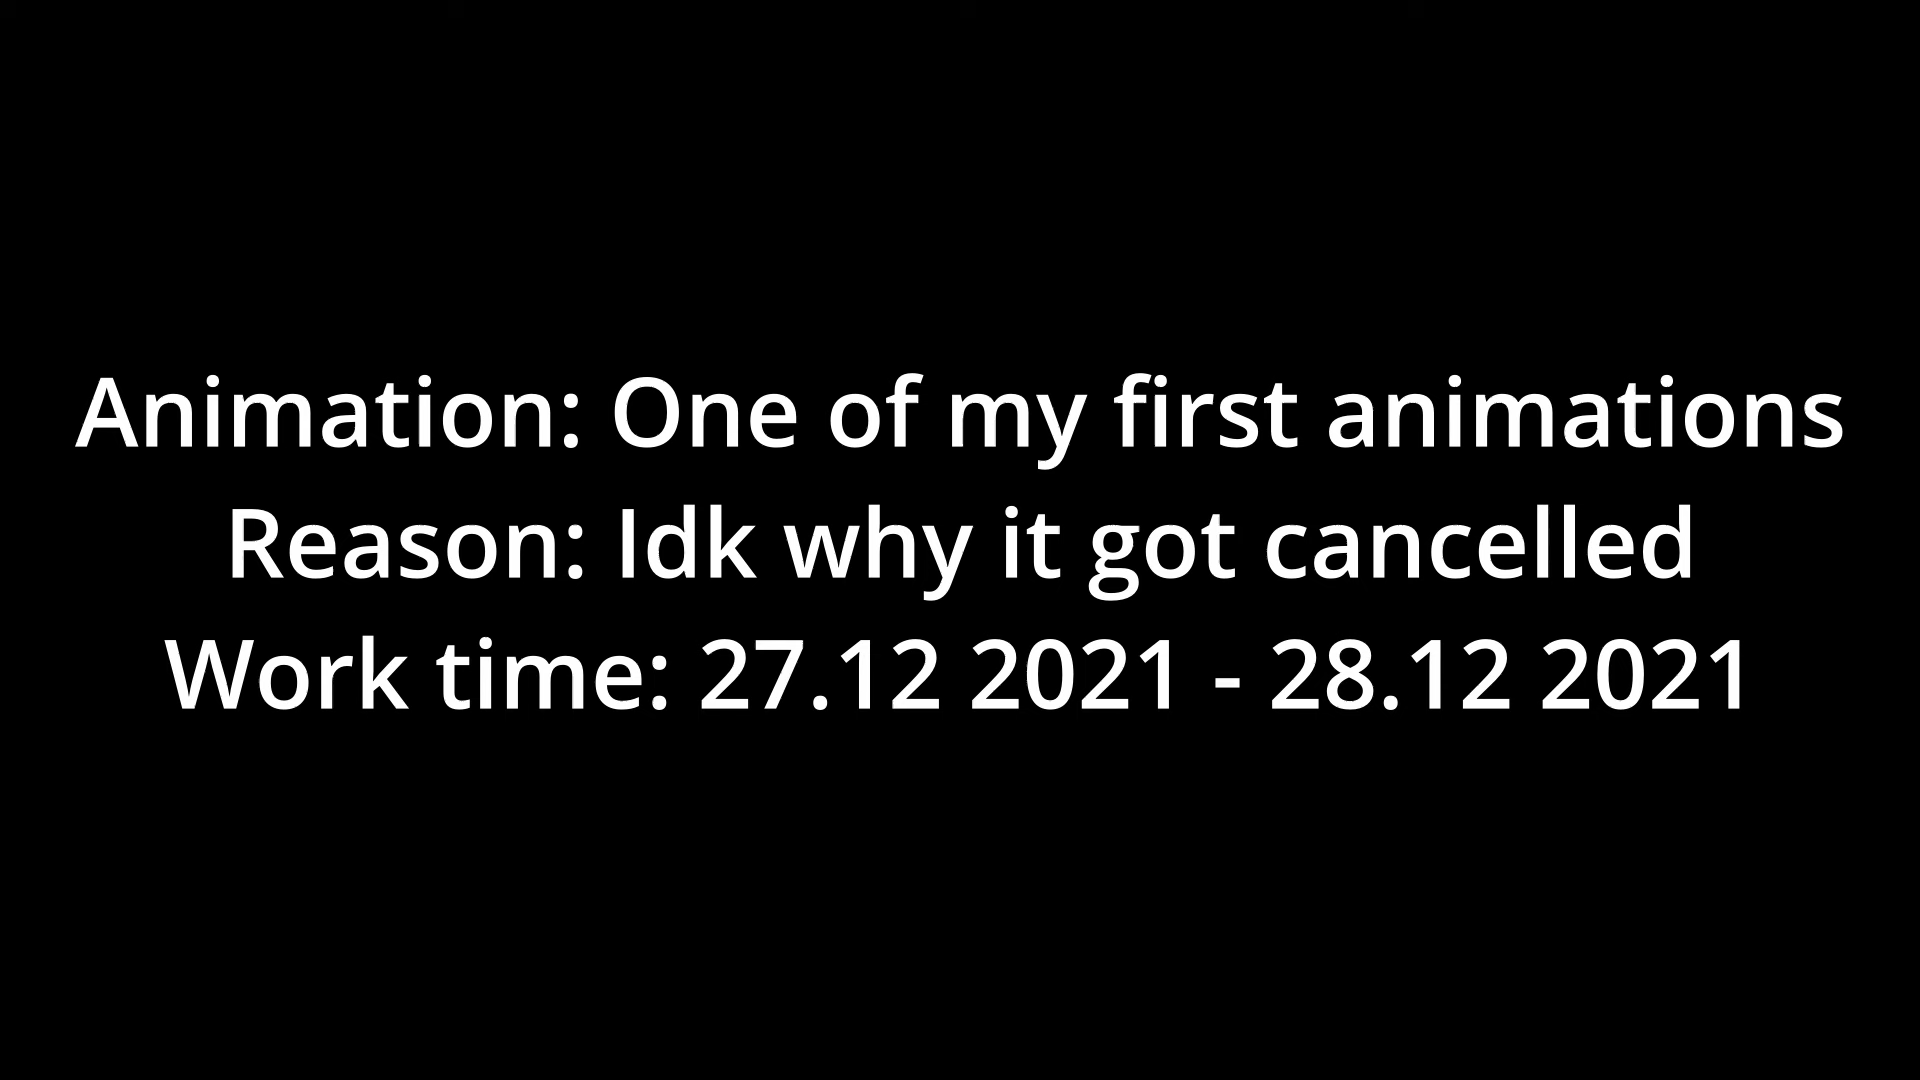 Animation: One of my first animations
Reason: Idk why it got cancelled
Work time: 27.12 2021 - 28.12 2021